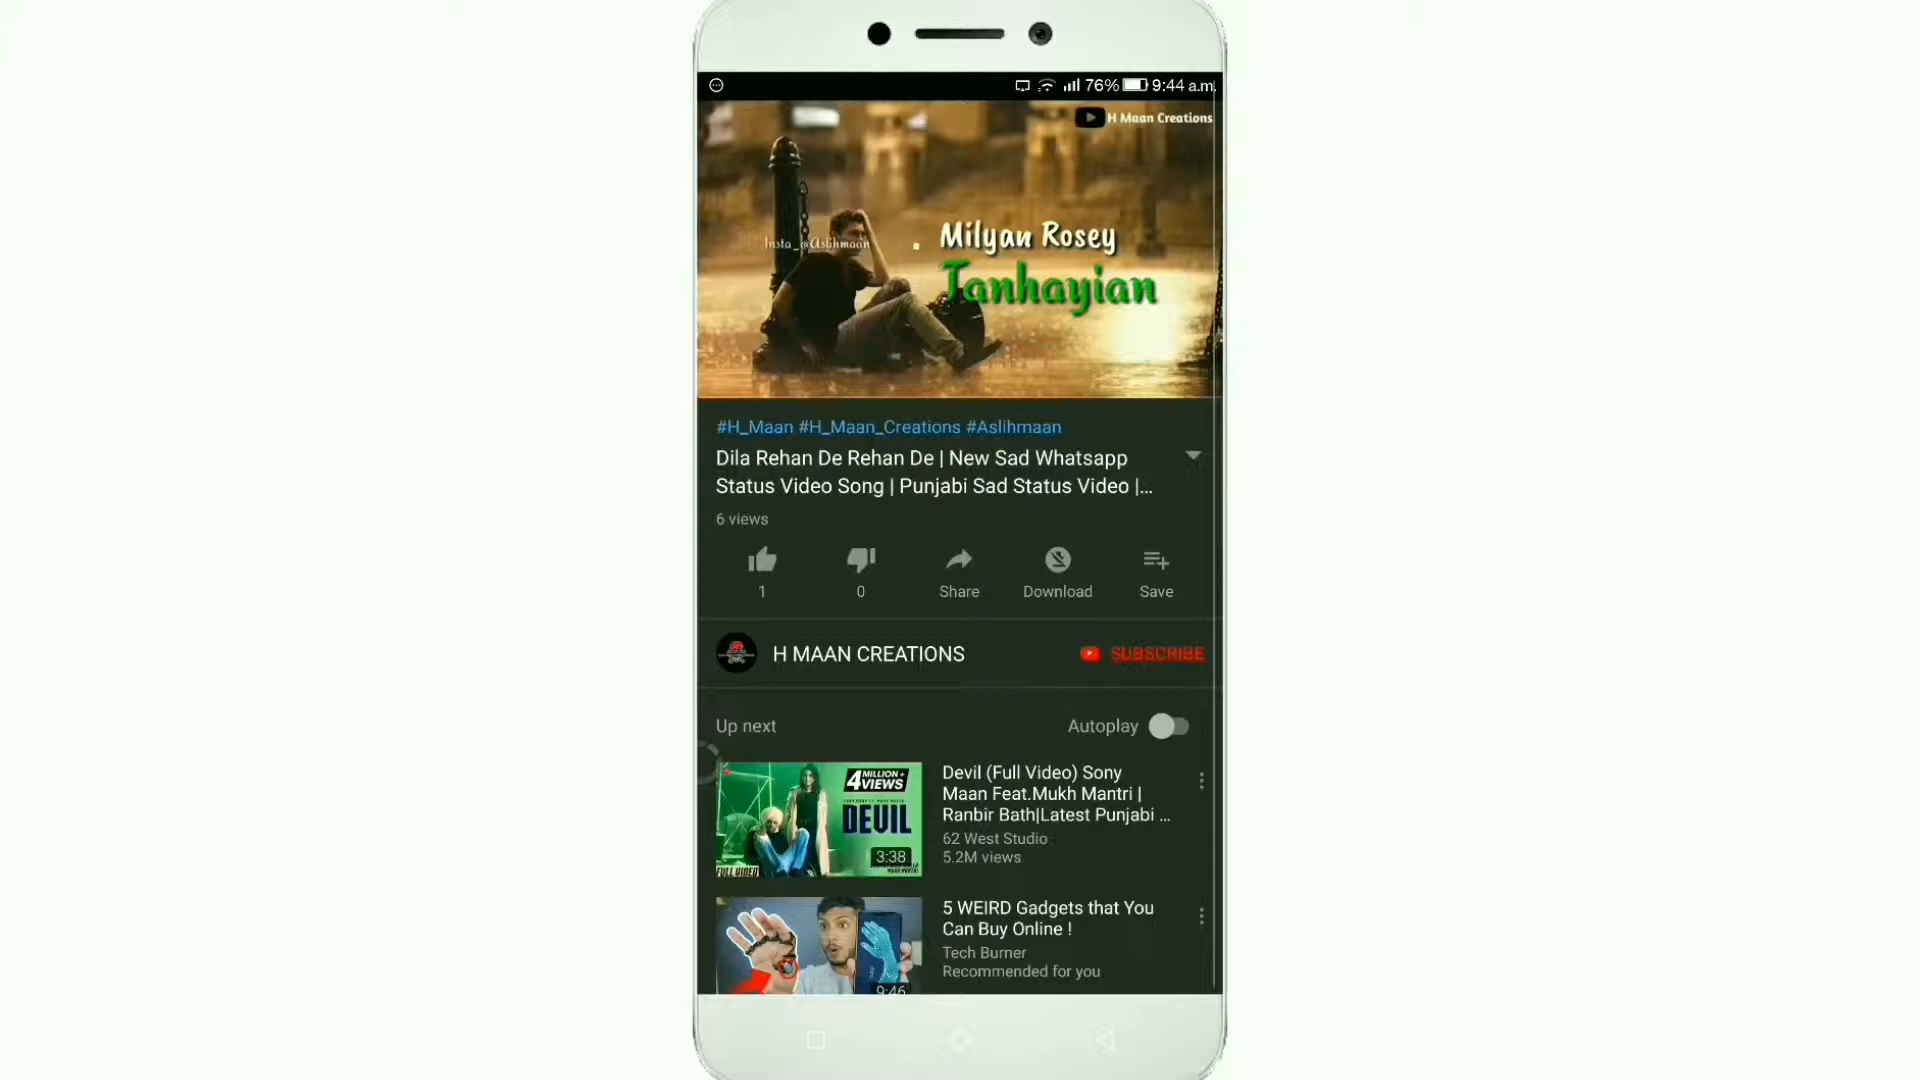 76% 9:44 a.m.
H Maan Creations
Insta_@Aslihmaan
Milyan Rosey
Tanhayian
#H_Maan #H_Maan_Creations #Aslihmaan
Dila Rehan De Rehan De | New Sad Whatsapp
Status Video Song | Punjabi Sad Status Video |...
6 views
1
0
Share
Download
Save
H MAAN CREATIONS
SUBSCRIBE
Up next
Autoplay
4 MILLION+
VIEWS
DEVIL
3:38
FULL VIDEO
Devil (Full Video) Sony
Maan Feat.Mukh Mantri |
Ranbir Bath|Latest Punjabi ...
62 West Studio
5.2M views
9:46
5 WEIRD Gadgets that You
Can Buy Online !
Tech Burner
Recommended for you